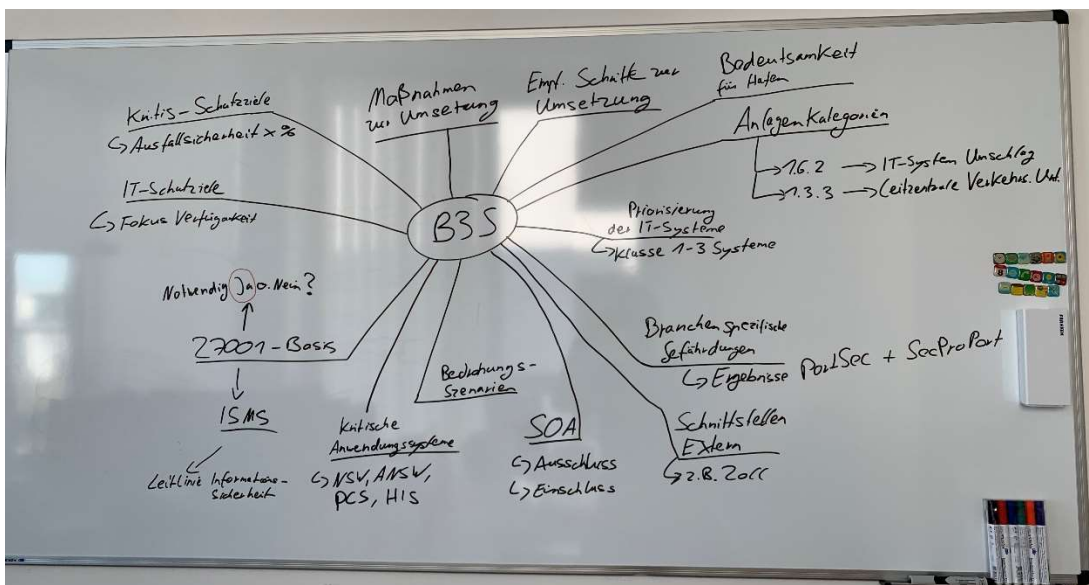 Kritis-Schutzziele
↳ Ausfallsicherheit x %
Maßnahmen
zur Umsetzung
Empf. Schritte zur
Umsetzung
Bedeutsamkeit
für Hafen
Anlagenkategorien
→ 1.6.2 → IT-System Umschlag
→ 1.3.3 → Leitzentrale Verkehrs. Unt.
IT-Schutzziele
↳ Fokus Verfügbarkeit
B3S
Priorisierung
der IT-Systeme
↳ Klasse 1-3 Systeme
Notwendig Ja o. Nein?
27001-Basis
ISMS
Leitlinie Informations-
sicherheit
Kritische
Anwendungssysteme
↳ NSW, ANSW,
PCS, HIS
Bedrohungs-
szenarien
SOA
↳ Ausschluss
↳ Einschluss
Branchenspezifische
Gefährdungen
↳ Ergebnisse PortSec + SecProPort
Schnittstellen
Extern
↳ z.B. Zoll